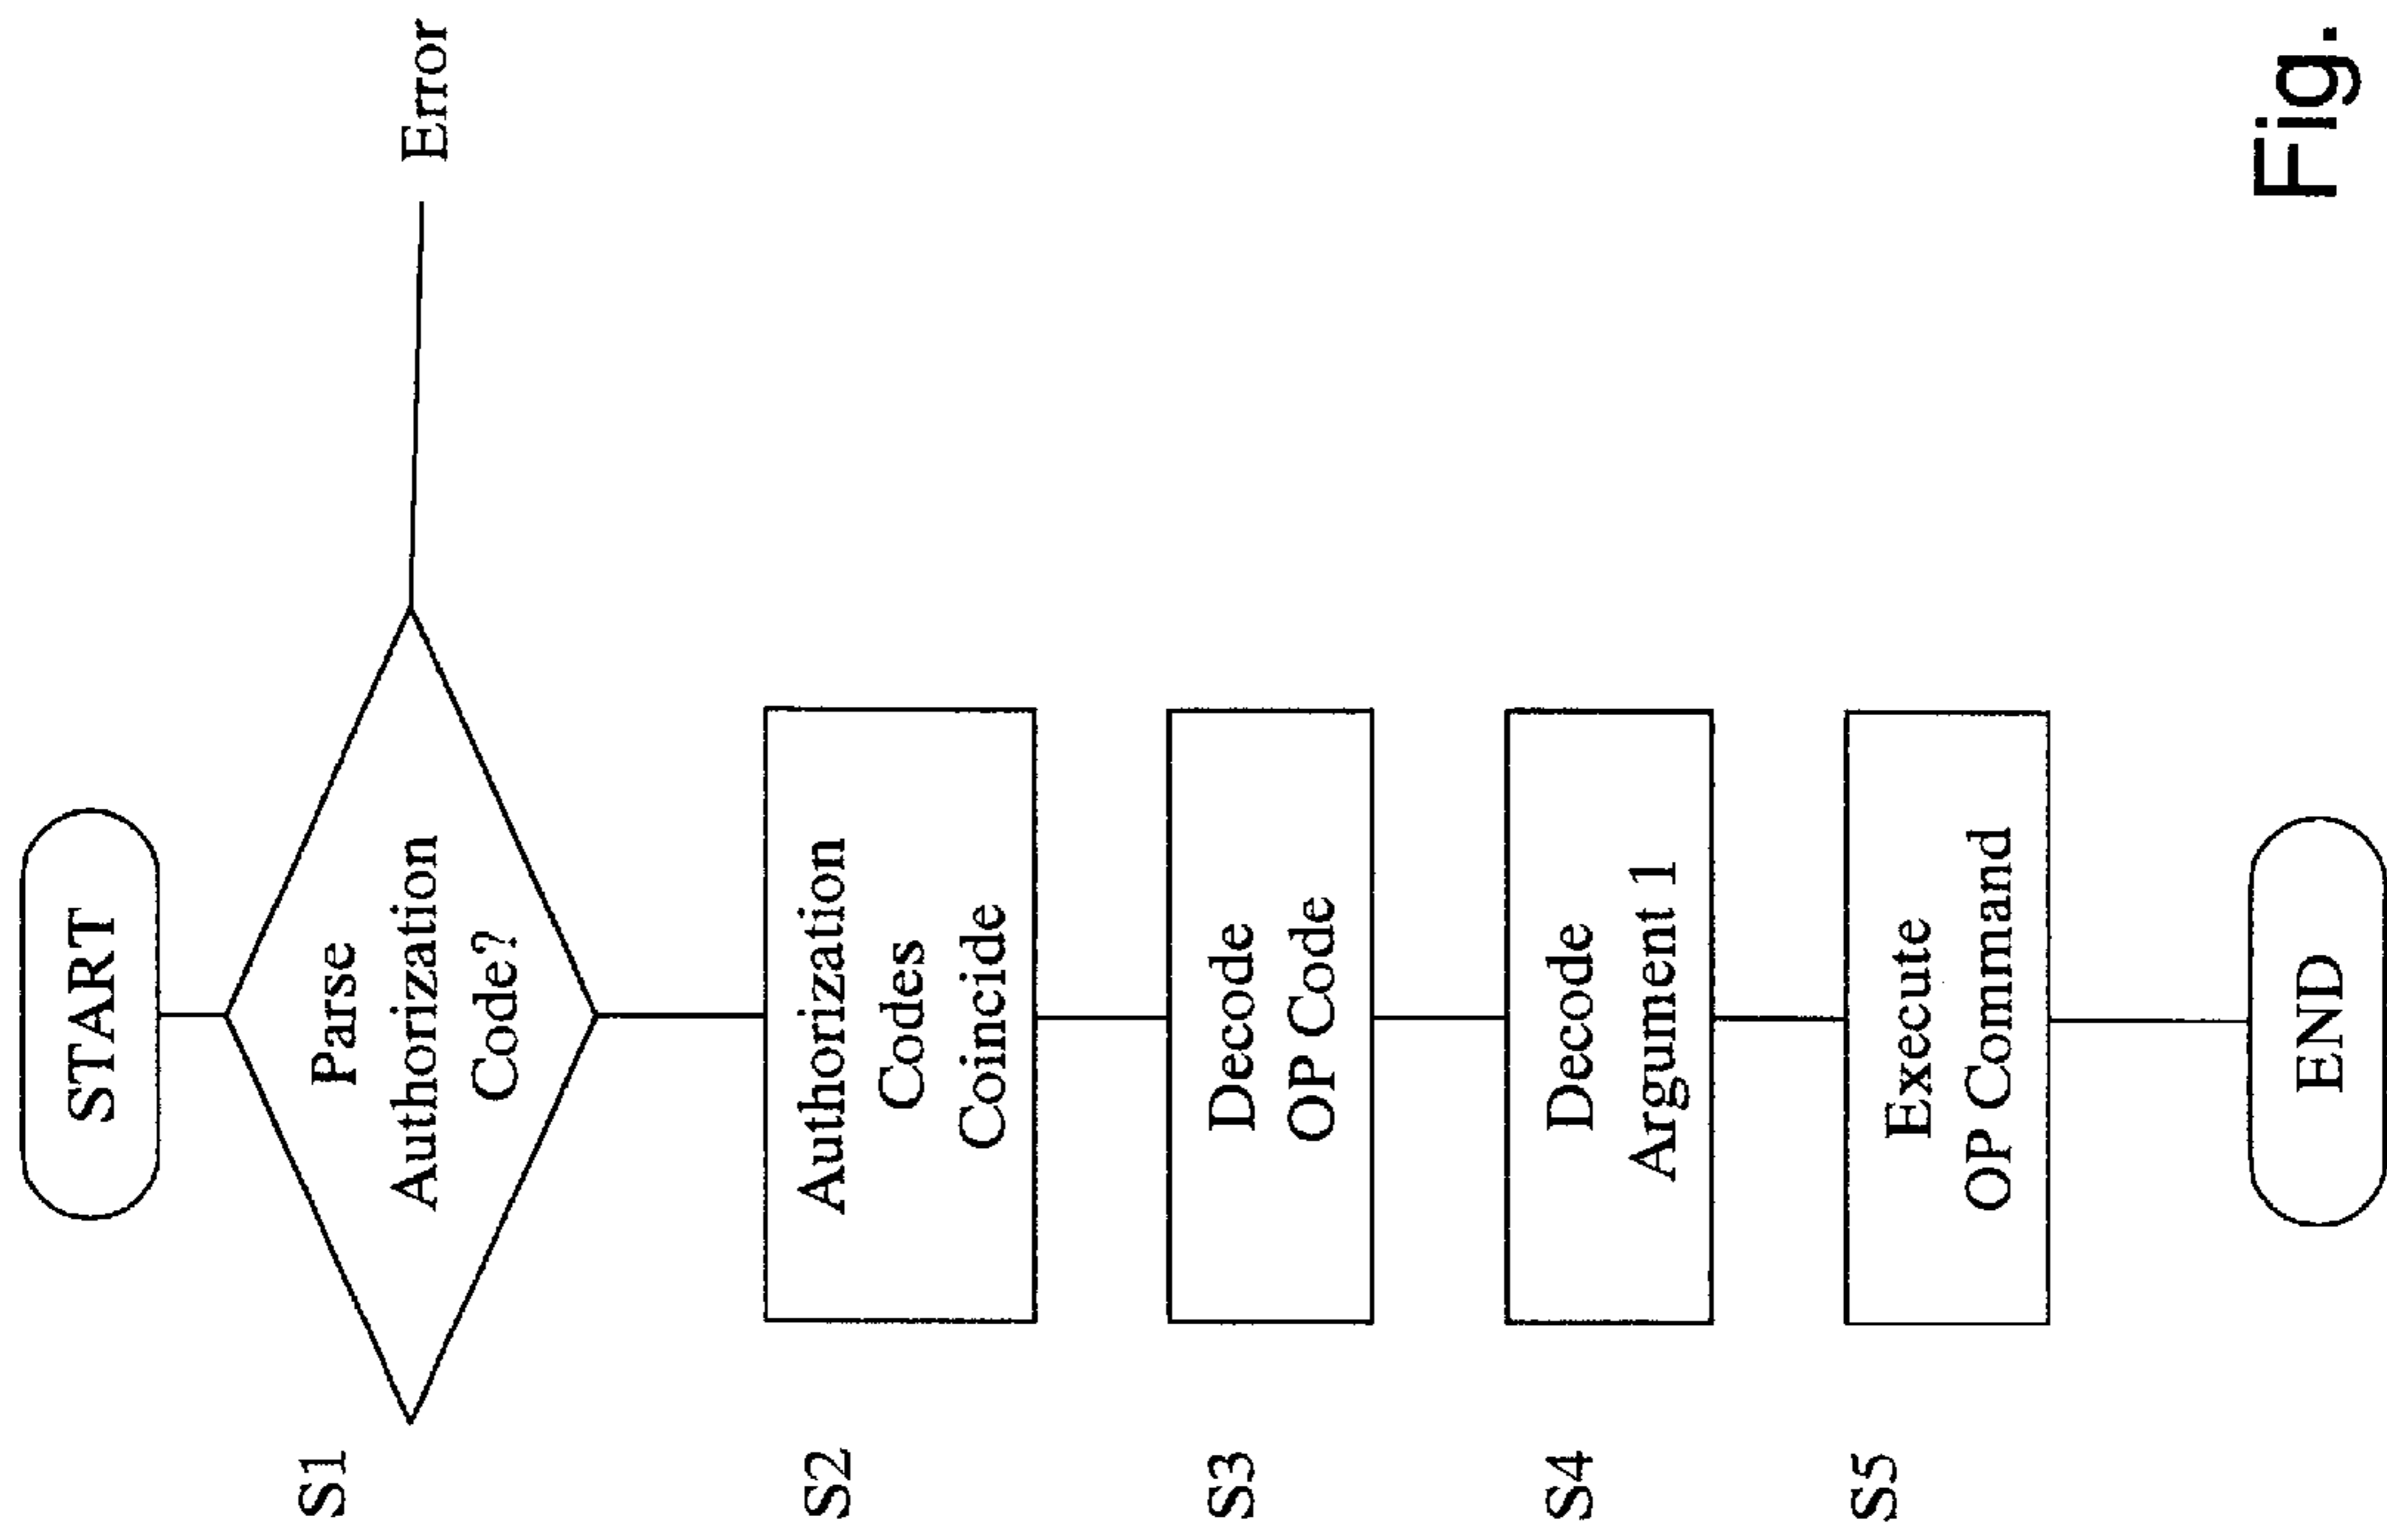 START
S1
Parse
Authorization
Code?
Error
S2
Authorization
Codes
Coincide
S3
Decode
OP Code
S4
Decode
Argument 1
S5
Execute
OP Command
END
Fig.